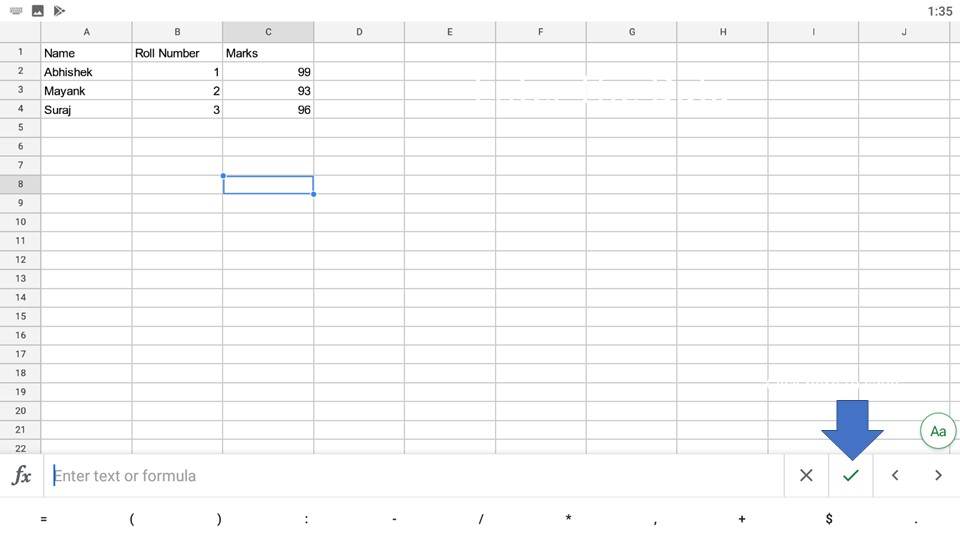 1:35
A B C D E F G H I J
1 Name Roll Number Marks
2 Abhishek 1 99
3 Mayank 2 93
4 Suraj 3 96
5
6
7
8
9
10
11
12
13
14
15
16
17
18
19
20
21
22
Aa
fx Enter text or formula
= ( ) : - / * , + $ .